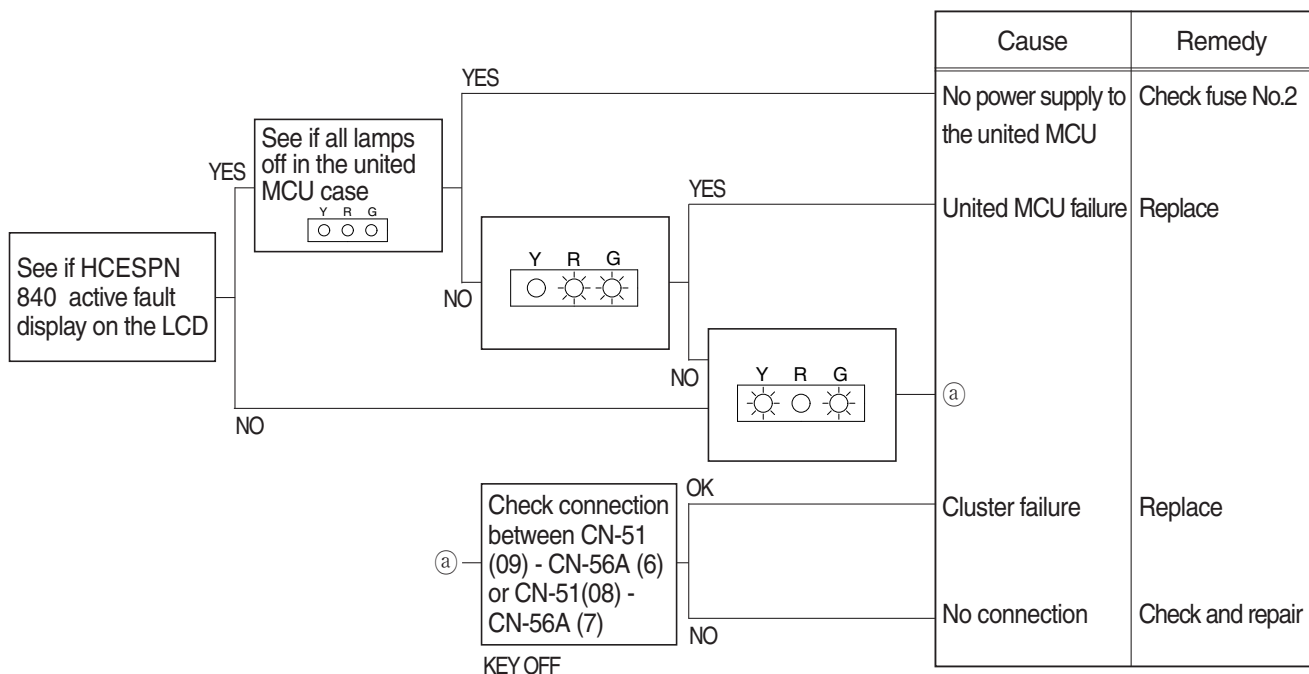 Cause
Remedy
YES
No power supply to
the united MCU
Check fuse No.2
YES
See if all lamps
off in the united
MCU case
Y R G
YES
United MCU failure
Replace
See if HCESPN
840 active fault
display on the LCD
NO
Y R G
NO
Y R G
ⓐ
NO
ⓐ
Check connection
between CN-51
(09) - CN-56A (6)
or CN-51(08) -
CN-56A (7)
KEY OFF
OK
Cluster failure
Replace
NO
No connection
Check and repair